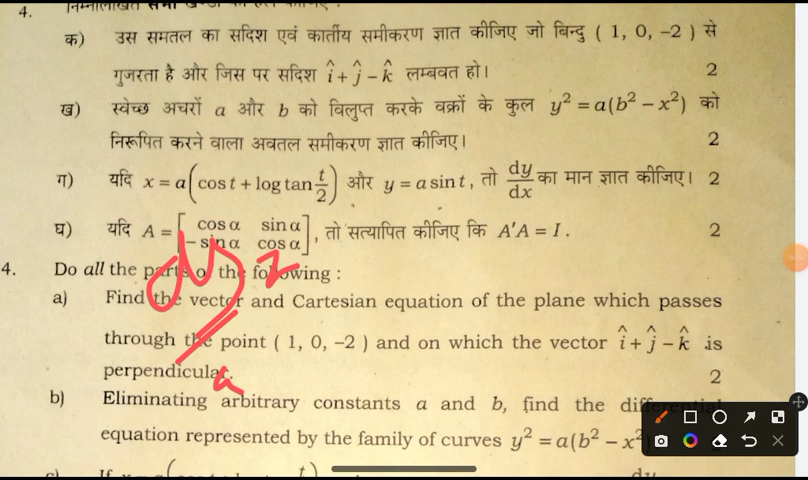 4. निम्नलिखित सभी खण्डों को हल कीजिए :
क) उस समतल का सदिश एवं कार्तीय समीकरण ज्ञात कीजिए जो बिन्दु ( 1, 0, –2 ) से
गुजरता है और जिस पर सदिश î + ĵ – k̂ लम्बवत हो। 2
ख) स्वेच्छ अचरों a और b को विलुप्त करके वक्रों के कुल y² = a(b² – x²) को
निरूपित करने वाला अवतल समीकरण ज्ञात कीजिए। 2
ग) यदि x = a(cos t + log tan t/2) और y = a sin t, तो dy/dx का मान ज्ञात कीजिए। 2
घ) यदि A = [cos α sin α; – sin α cos α], तो सत्यापित कीजिए कि A'A = I. 2
4. Do all the parts of the following :
a) Find the vector and Cartesian equation of the plane which passes
through the point ( 1, 0, –2 ) and on which the vector î + ĵ – k̂ is
perpendicular. 2
b) Eliminating arbitrary constants a and b, find the differential
equation represented by the family of curves y² = a(b² – x²